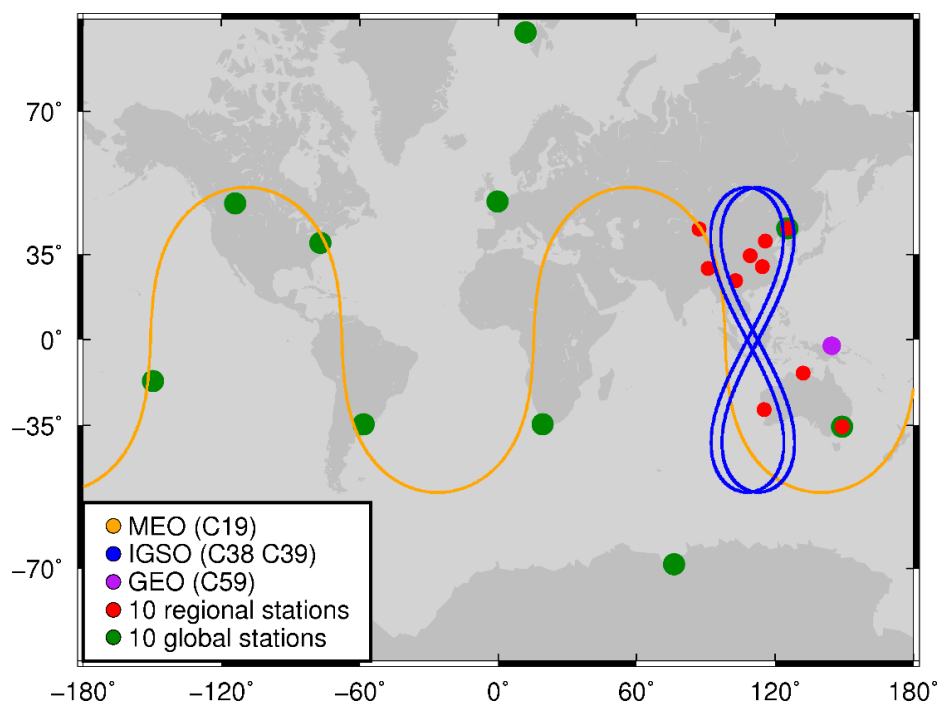 70°
35°
0°
−35°
−70°
MEO (C19)
IGSO (C38 C39)
GEO (C59)
10 regional stations
10 global stations
−180° −120° −60° 0° 60° 120° 180°